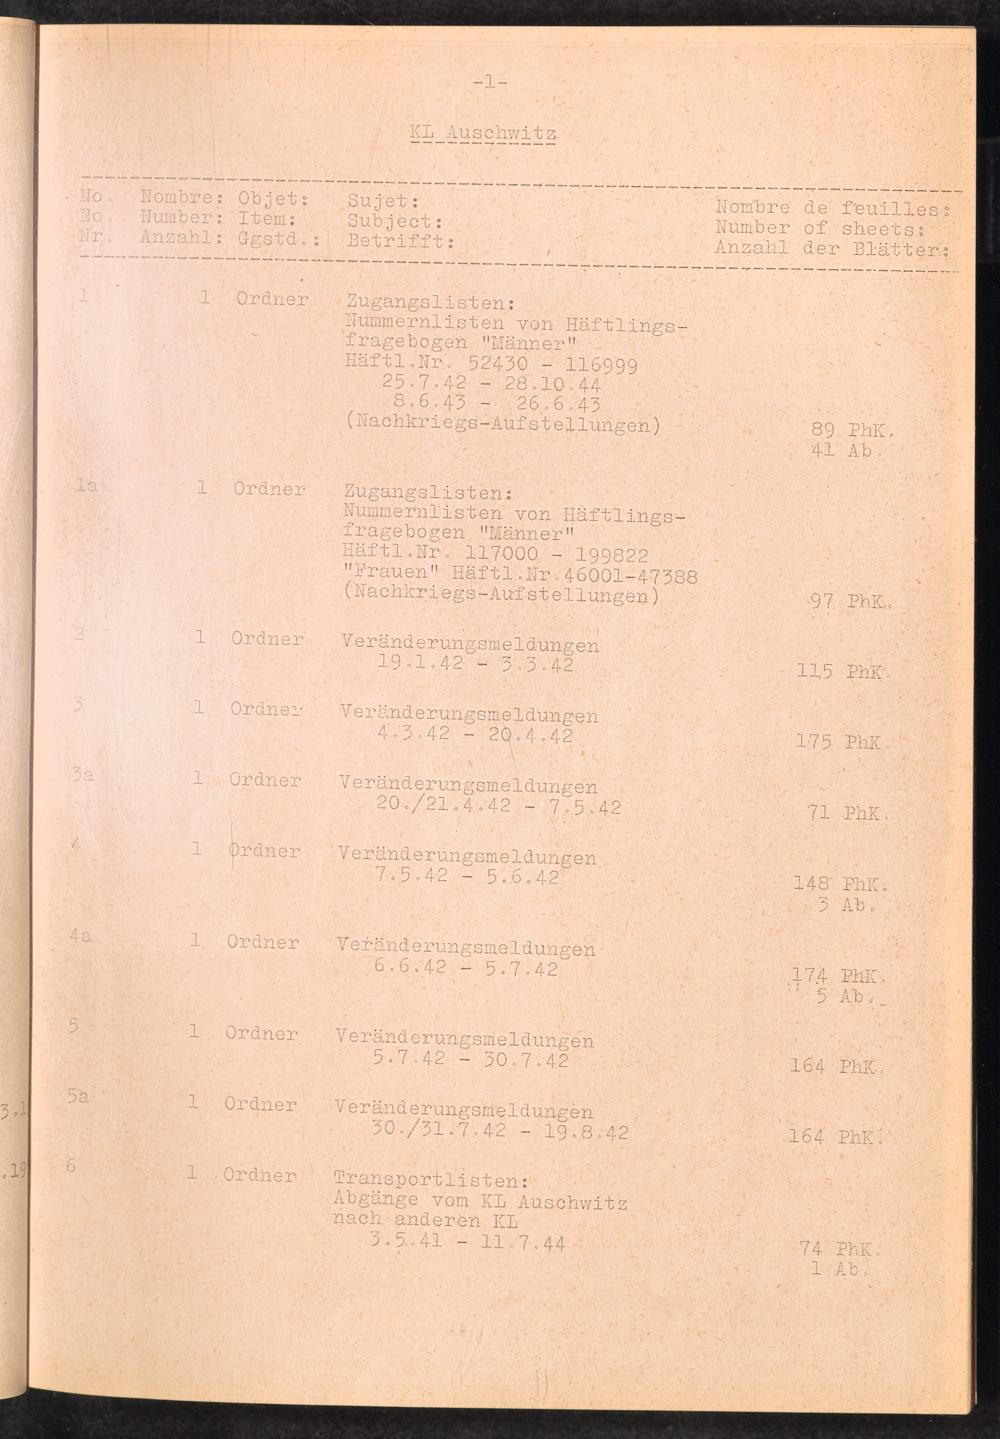 -1-
KL Auschwitz
No. Nombre: Objet: Sujet: Nombre de feuilles:
No. Number: Item: Subject: Number of sheets:
Nr. Anzahl: Ggstd.: Betrifft: Anzahl der Blätter:
1 1 Ordner Zugangslisten:
Nummernlisten von Häftlings-
fragebogen "Männer"
Häftl.Nr. 52430 - 116999
25.7.42 - 28.10.44
8.6.43 - 26.6.43
(Nachkriegs-Aufstellungen)
89 PhK.
41 Ab.
1a 1 Ordner Zugangslisten:
Nummernlisten von Häftlings-
fragebogen "Männer"
Häftl.Nr. 117000 - 199822
"Frauen" Häftl.Nr.46001-47388
(Nachkriegs-Aufstellungen)
97 PhK.
2 1 Ordner Veränderungsmeldungen
19.1.42 - 3.3.42
115 PhK.
3 1 Ordner Veränderungsmeldungen
4.3.42 - 20.4.42
175 PhK.
3a 1 Ordner Veränderungsmeldungen
20./21.4.42 - 7.5.42
71 PhK.
4 1 Ordner Veränderungsmeldungen
7.5.42 - 5.6.42
148 PhK.
3 Ab.
4a 1 Ordner Veränderungsmeldungen
6.6.42 - 5.7.42
174 PhK.
5 Ab.
5 1 Ordner Veränderungsmeldungen
5.7.42 - 30.7.42
164 PhK.
5a 1 Ordner Veränderungsmeldungen
30./31.7.42 - 19.8.42
164 PhK.
6 1 Ordner Transportlisten:
Abgänge vom KL Auschwitz
nach anderen KL
3.5.41 - 11.7.44
74 PhK.
1 Ab.
3.1
.19